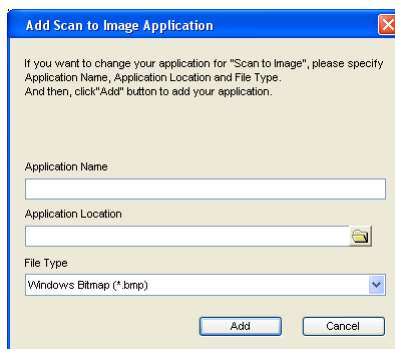 Add Scan to Image Application
If you want to change your application for "Scan to Image", please specify
Application Name, Application Location and File Type.
And then, click"Add" button to add your application.
Application Name
Application Location
File Type
Windows Bitmap (*.bmp)
Add
Cancel